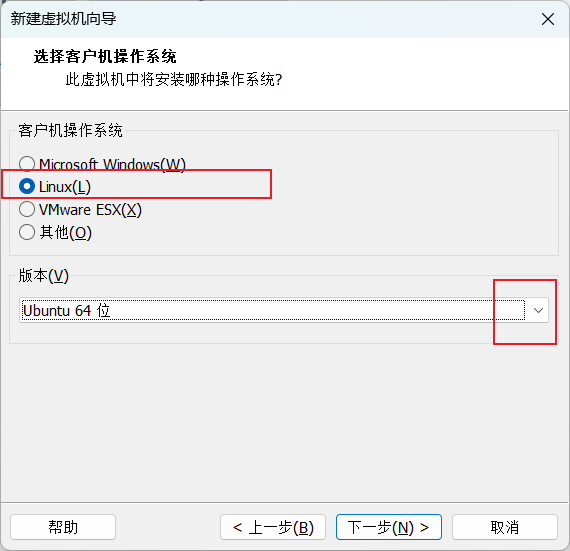 新建虚拟机向导
选择客户机操作系统
此虚拟机中将安装哪种操作系统?
客户机操作系统
Microsoft Windows(W)
Linux(L)
VMware ESX(X)
其他(O)
版本(V)
Ubuntu 64 位
帮助
< 上一步(B)
下一步(N) >
取消